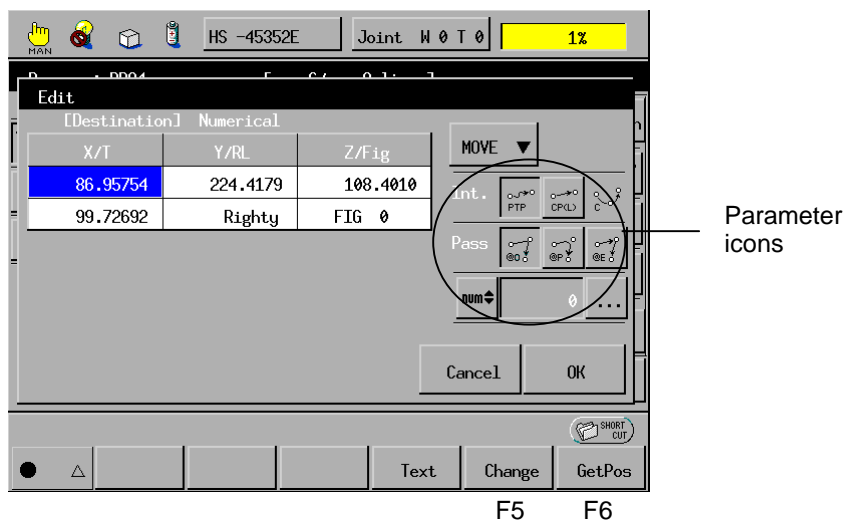 MAN HS -45352E Joint W 0 T 0 1%
Edit
[Destination] Numerical
X/T Y/RL Z/Fig MOVE ▼
86.95754 224.4179 108.4010
99.72692 Righty FIG 0
Int. PTP CP(L) C
Pass @0 @P @E
num 0 ...
Parameter
icons
Cancel OK
SHORT
CUT
Text Change GetPos
F5 F6